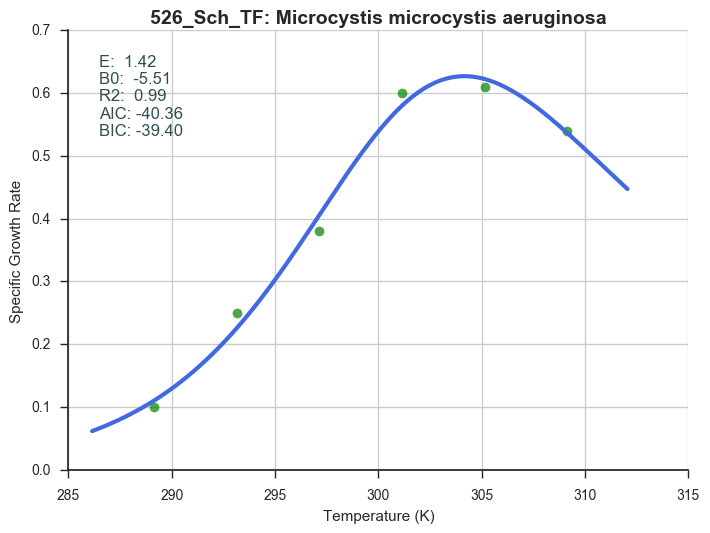 526_Sch_TF: Microcystis microcystis aeruginosa
E:  1.42
B0:  -5.51
R2:  0.99
AIC: -40.36
BIC: -39.40
Specific Growth Rate
0.7
0.6
0.5
0.4
0.3
0.2
0.1
0.0
285 290 295 300 305 310 315
Temperature (K)